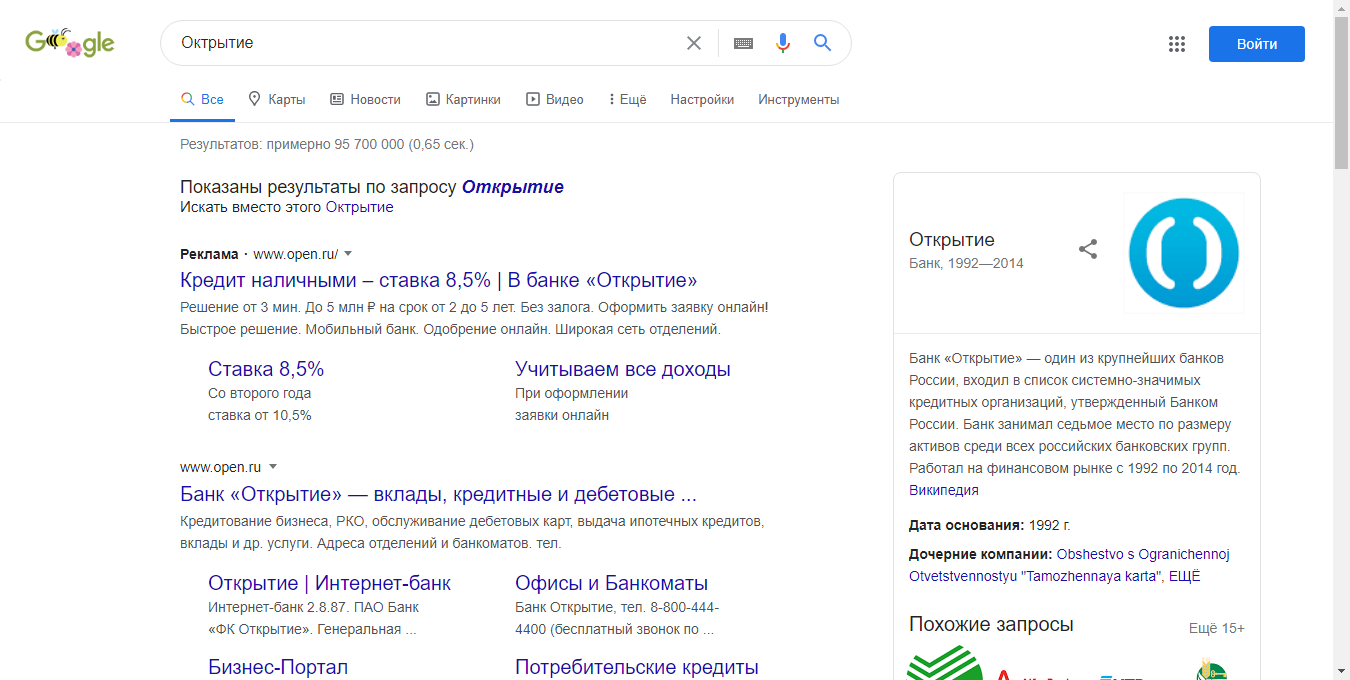 Google
Октрытие
Войти
Все Карты Новости Картинки Видео Ещё Настройки Инструменты
Результатов: примерно 95 700 000 (0,65 сек.)
Показаны результаты по запросу Открытие
Искать вместо этого Октрытие
Реклама · www.open.ru/
Кредит наличными – ставка 8,5% | В банке «Открытие»
Решение от 3 мин. До 5 млн ₽ на срок от 2 до 5 лет. Без залога. Оформить заявку онлайн!
Быстрое решение. Мобильный банк. Одобрение онлайн. Широкая сеть отделений.
Ставка 8,5%
Со второго года
ставка от 10,5%
Учитываем все доходы
При оформлении
заявки онлайн
www.open.ru
Банк «Открытие» — вклады, кредитные и дебетовые ...
Кредитование бизнеса, РКО, обслуживание дебетовых карт, выдача ипотечных кредитов,
вклады и др. услуги. Адреса отделений и банкоматов. тел.
Открытие | Интернет-банк
Интернет-банк 2.8.87. ПАО Банк
«ФК Открытие». Генеральная ...
Офисы и Банкоматы
Банк Открытие, тел. 8-800-444-
4400 (бесплатный звонок по ...
Бизнес-Портал
Потребительские кредиты
Открытие
Банк, 1992—2014
Банк «Открытие» — один из крупнейших банков
России, входил в список системно-значимых
кредитных организаций, утвержденный Банком
России. Банк занимал седьмое место по размеру
активов среди всех российских банковских групп.
Работал на финансовом рынке с 1992 по 2014 год.
Википедия
Дата основания: 1992 г.
Дочерние компании: Obshestvo s Ogranichennoj
Otvetstvennostyu "Tamozhennaya karta", ЕЩЁ
Похожие запросы
Ещё 15+